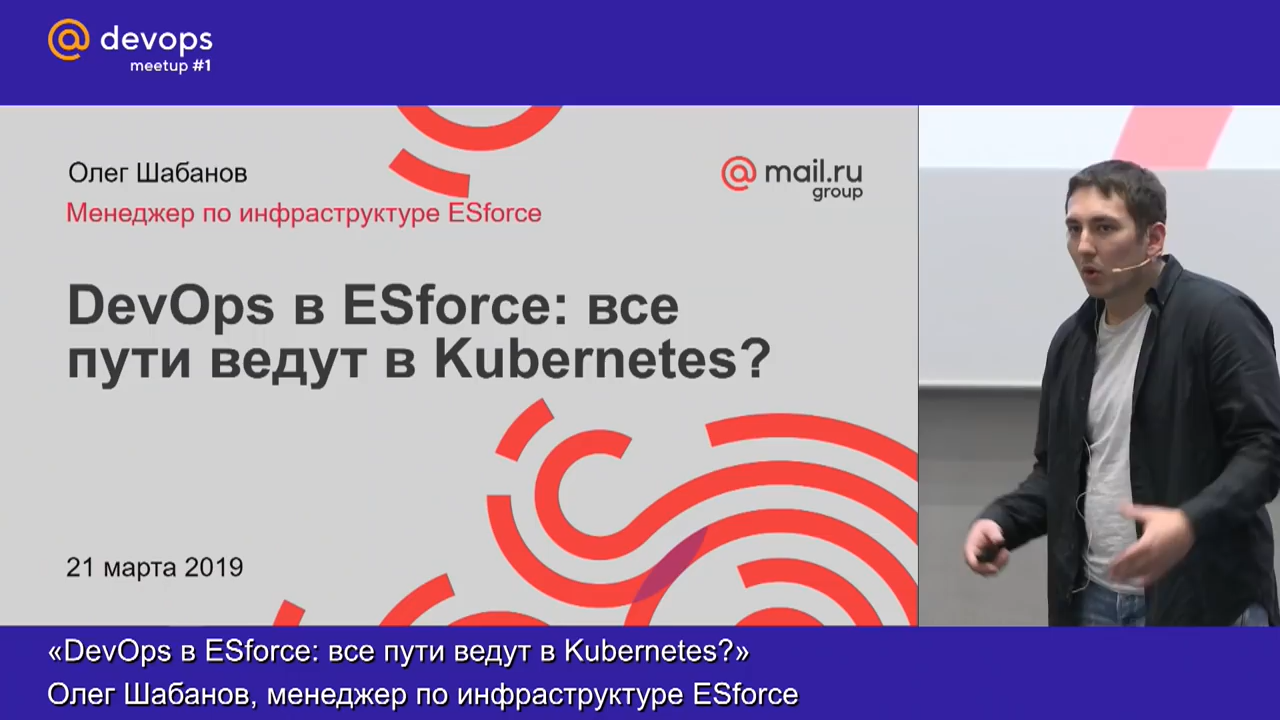 @ devops
meetup #1
Олег Шабанов
Менеджер по инфраструктуре ESforce
@ mail.ru
group
DevOps в ESforce: все
пути ведут в Kubernetes?
21 марта 2019
«DevOps в ESforce: все пути ведут в Kubernetes?»
Олег Шабанов, менеджер по инфраструктуре ESforce